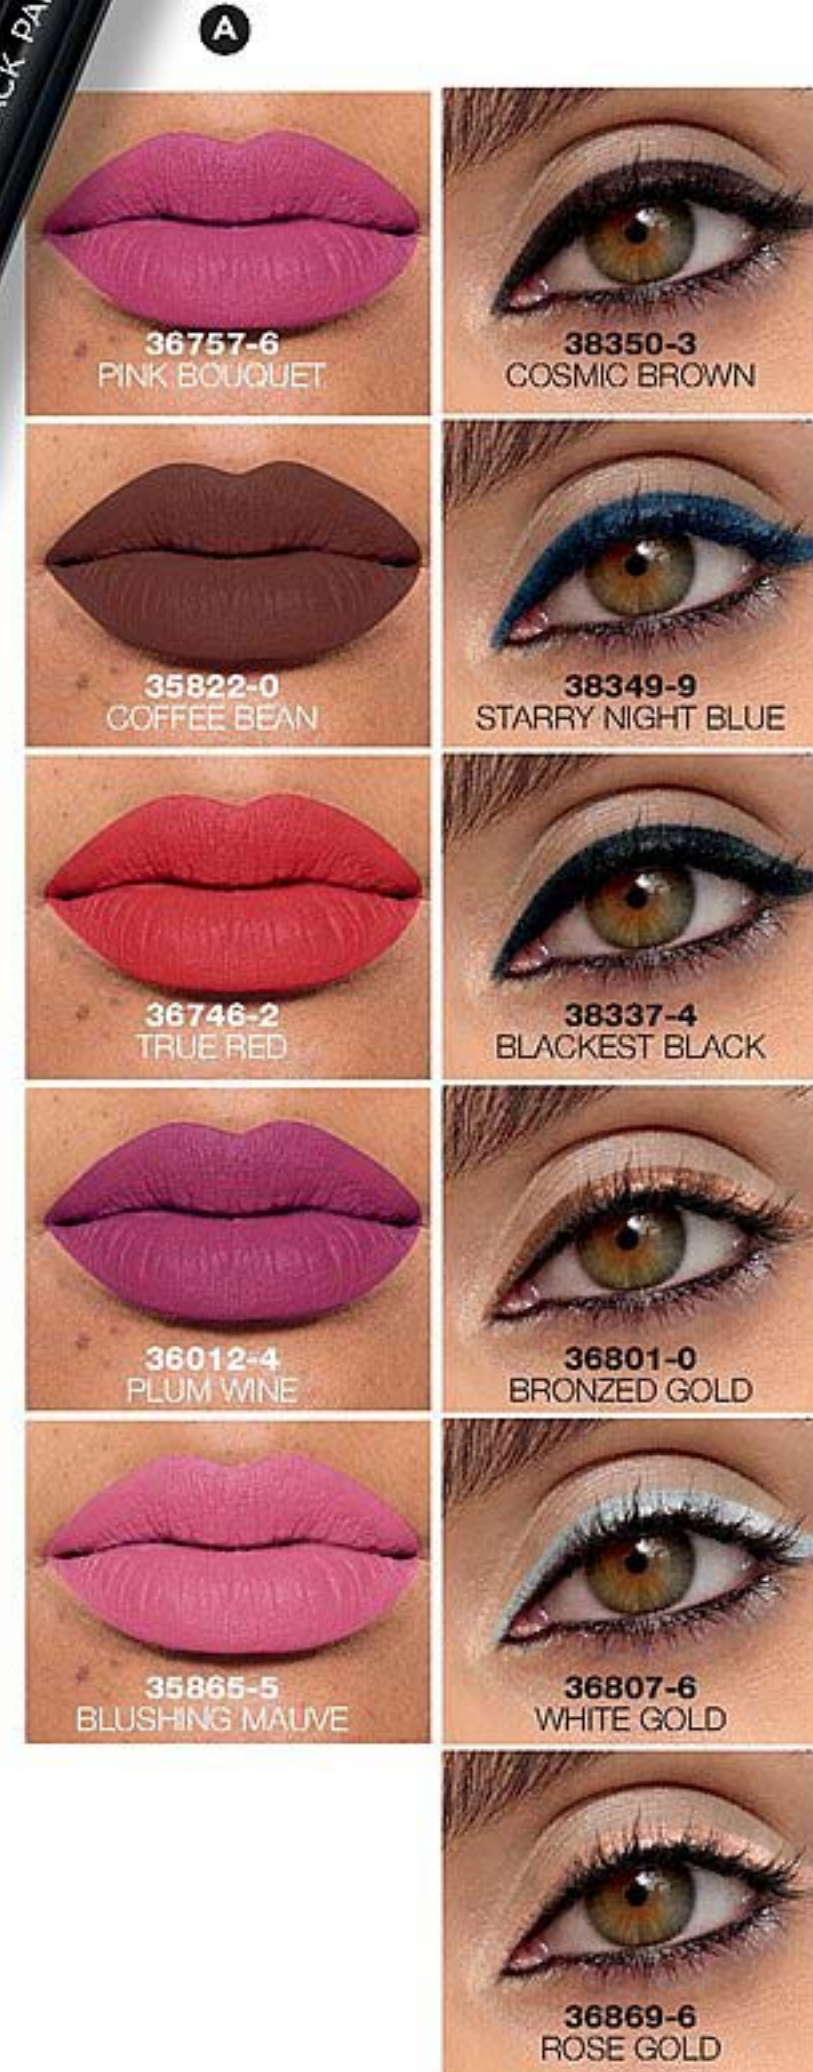 A
36757-6
PINK BOUQUET
35822-0
COFFEE BEAN
36746-2
TRUE RED
36012-4
PLUM WINE
35865-5
BLUSHING MAUVE
38350-3
COSMIC BROWN
38349-9
STARRY NIGHT BLUE
38337-4
BLACKEST BLACK
36801-0
BRONZED GOLD
36807-6
WHITE GOLD
36869-6
ROSE GOLD